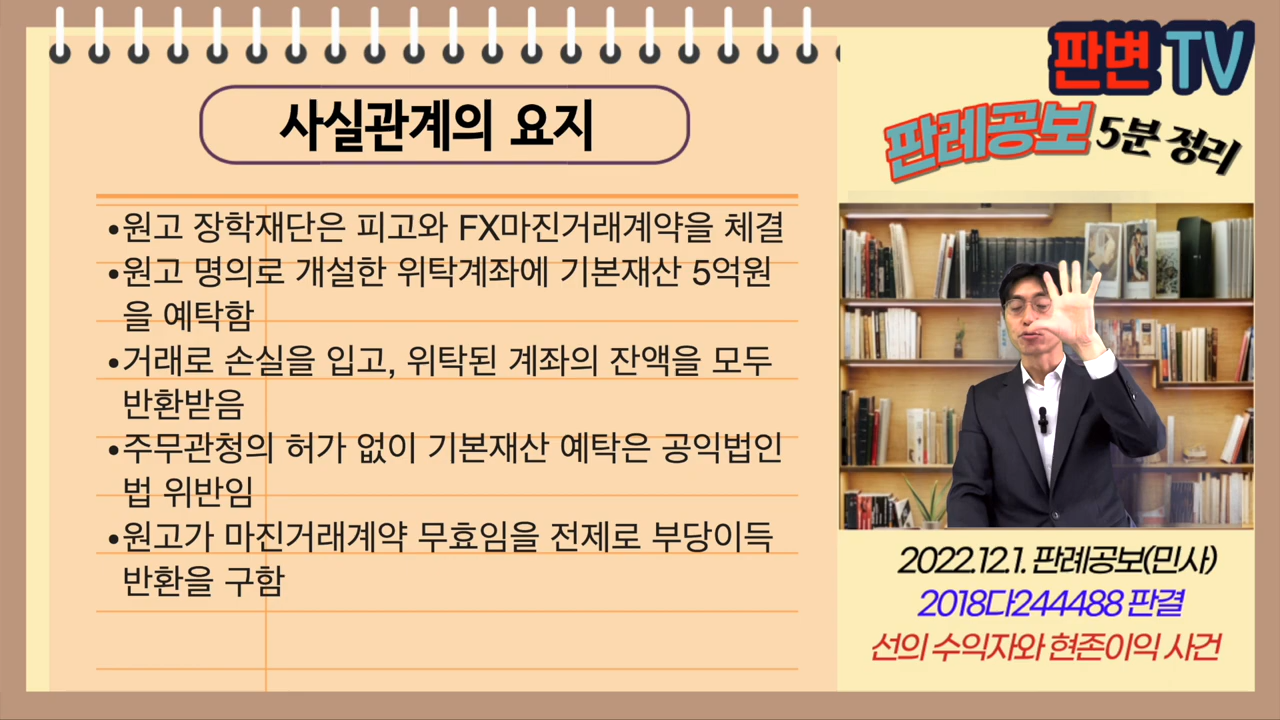 판변 TV
판례공보 5분 정리
사실관계의 요지
•원고 장학재단은 피고와 FX마진거래계약을 체결
•원고 명의로 개설한 위탁계좌에 기본재산 5억원
을 예탁함
•거래로 손실을 입고, 위탁된 계좌의 잔액을 모두
반환받음
•주무관청의 허가 없이 기본재산 예탁은 공익법인
법 위반임
•원고가 마진거래계약 무효임을 전제로 부당이득
반환을 구함
2022.12.1. 판례공보(민사)
2018다244488 판결
선의 수익자와 현존이익 사건